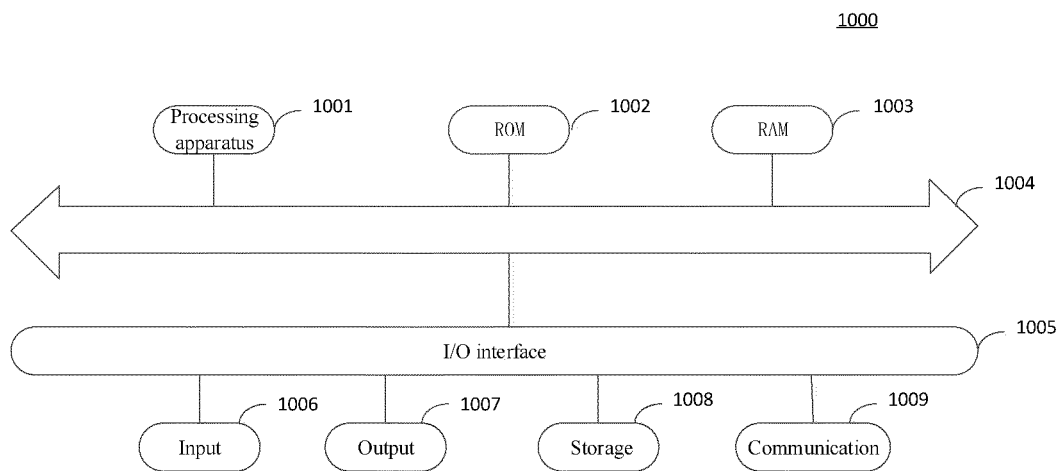 1000
1001
1002
1003
Processing
apparatus
ROM
RAM
1004
1005
I/O interface
1006
1007
1008
1009
Input
Output
Storage
Communication